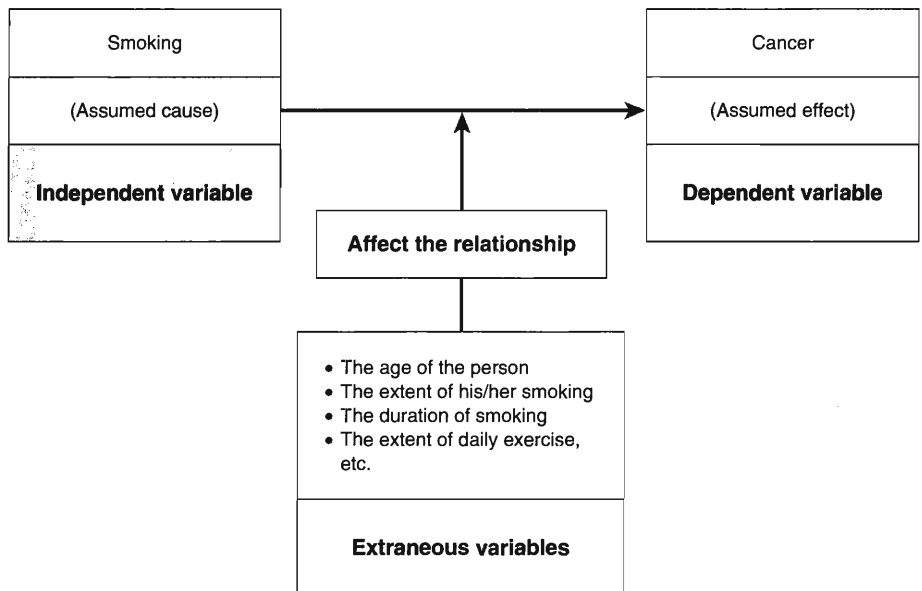 Smoking
(Assumed cause)
Independent variable
Cancer
(Assumed effect)
Dependent variable
Affect the relationship
• The age of the person
• The extent of his/her smoking
• The duration of smoking
• The extent of daily exercise,
etc.
Extraneous variables